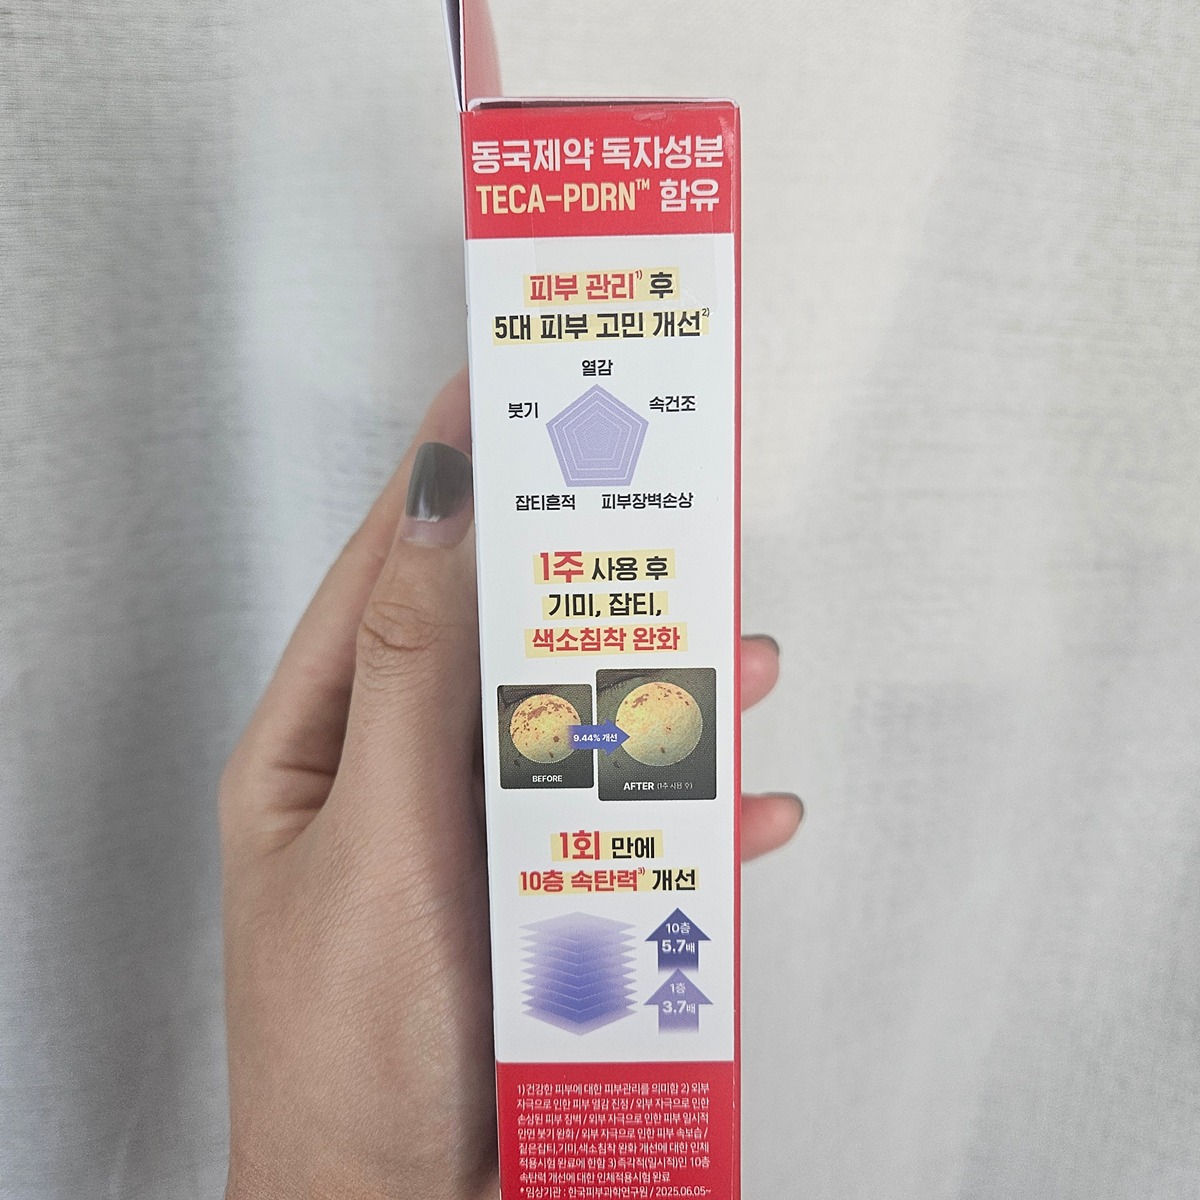 동국제약 독자성분
TECA-PDRN™ 함유
피부 관리1) 후
5대 피부 고민 개선2)
열감
붓기
속건조
잡티흔적
피부장벽손상
1주 사용 후
기미, 잡티,
색소침착 완화
9.44% 개선
BEFORE
AFTER (1주 사용 후)
1회 만에
10층 속탄력3) 개선
10층
5.7배
1층
3.7배
1)건강한 피부에 대한 피부관리를 의미함 2) 외부
자극으로 인한 피부 열감 진정 / 외부 자극으로 인한
손상된 피부 장벽 / 외부 자극으로 인한 피부 일시적
안면 붓기 완화 / 외부 자극으로 인한 피부 속보습 /
짙은잡티,기미,색소침착 완화 개선에 대한 인체
적용시험 완료에 한함 3) 즉각적(일시적)인 10층
속탄력 개선에 대한 인체적용시험 완료
* 임상기관 : 한국피부과학연구원 / 2025.06.05~